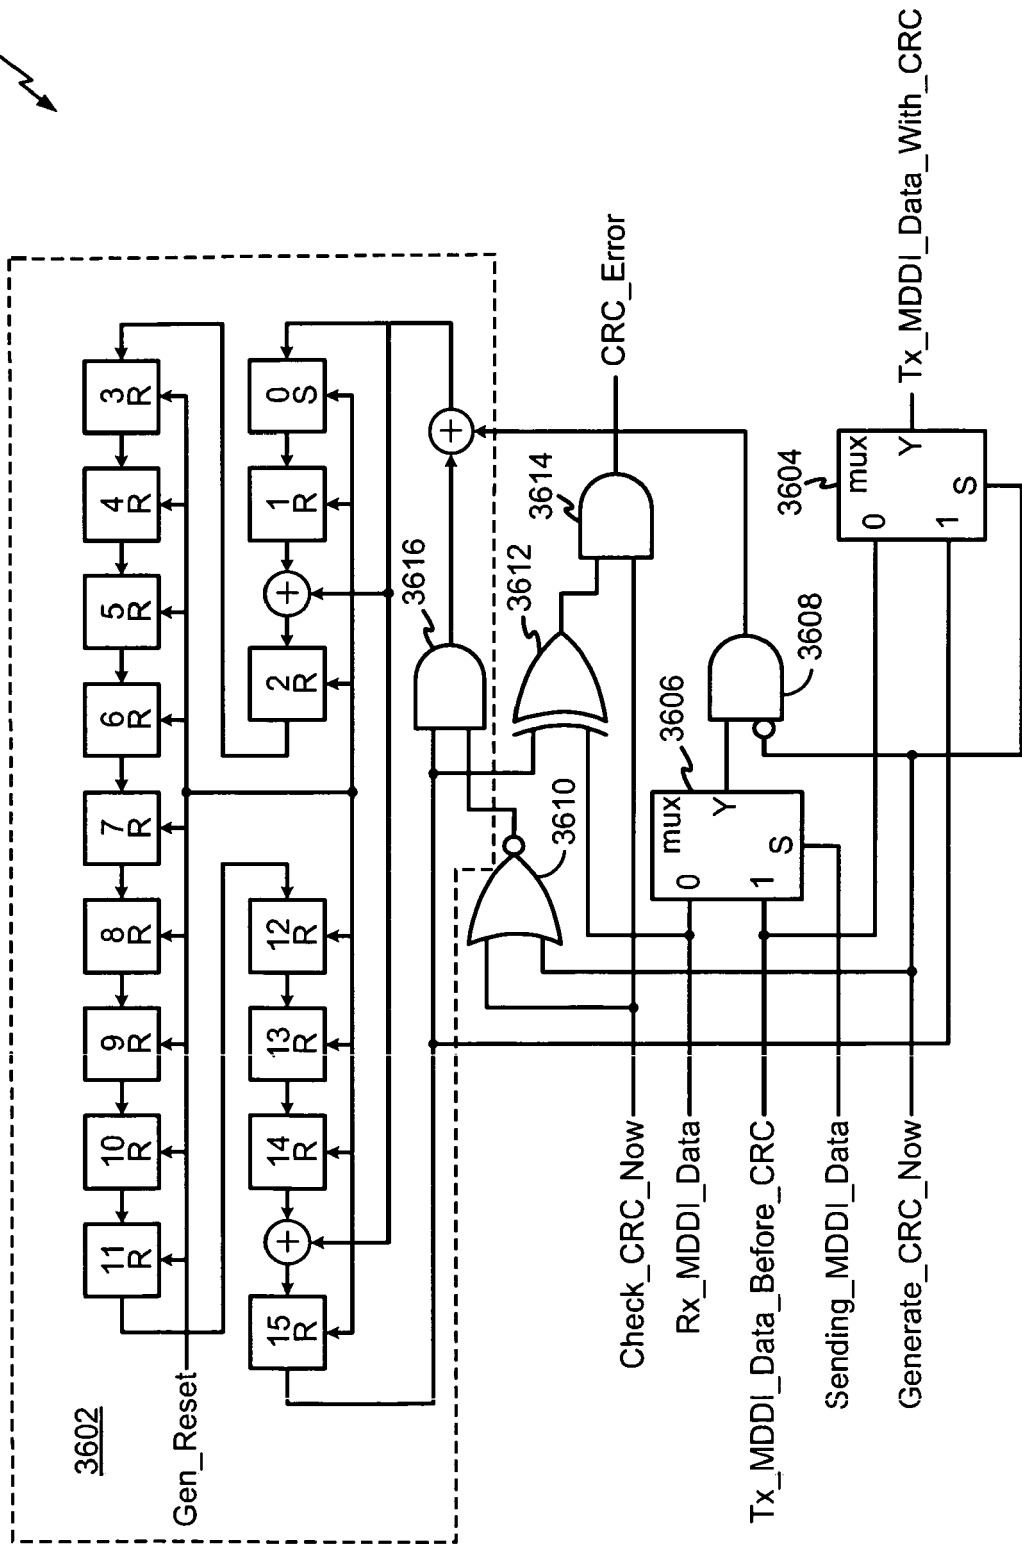 3602
Gen_Reset
11 R
10 R
9 R
8 R
7 R
6 R
5 R
4 R
3 R
15 R
14 R
13 R
12 R
2 R
1 R
0 S
+
+
+
3616
3612
3614
CRC_Error
3610
3606
mux
0
1
Y
S
3608
3604
mux
0
1
Y
S
Tx_MDDI_Data_With_CRC
Check_CRC_Now
Rx_MDDI_Data
Tx_MDDI_Data_Before_CRC
Sending_MDDI_Data
Generate_CRC_Now